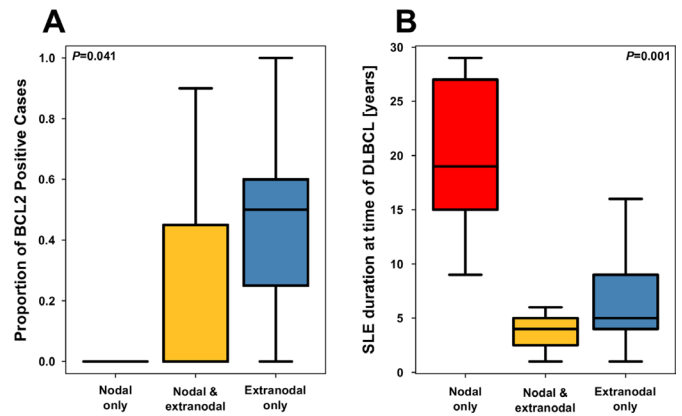 A
P=0.041
Proportion of BCL2 Positive Cases
1.0
0.8
0.6
0.4
0.2
0.0
Nodal
only
Nodal &
extranodal
Extranodal
only
B
P=0.001
SLE duration at time of DLBCL [years]
30
25
20
15
10
5
0
Nodal
only
Nodal &
extranodal
Extranodal
only